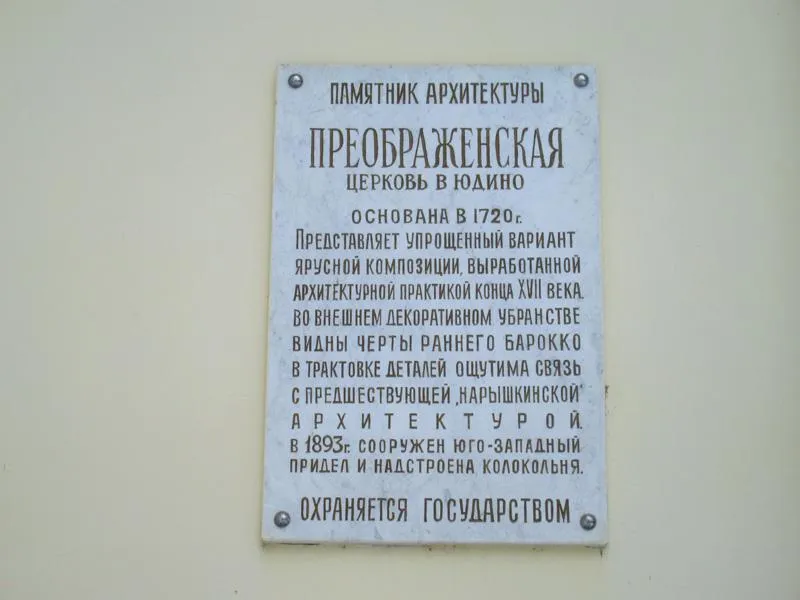 ПАМЯТНИК АРХИТЕКТУРЫ
ПРЕОБРАЖЕНСКАЯ
ЦЕРКОВЬ В ЮДИНО
ОСНОВАНА В 1720г.
ПРЕДСТАВЛЯЕТ УПРОЩЕННЫЙ ВАРИАНТ
ЯРУСНОЙ КОМПОЗИЦИИ, ВЫРАБОТАННОЙ
АРХИТЕКТУРНОЙ ПРАКТИКОЙ КОНЦА XVII ВЕКА.
ВО ВНЕШНЕМ ДЕКОРАТИВНОМ УБРАНСТВЕ
ВИДНЫ ЧЕРТЫ РАННЕГО БАРОККО
В ТРАКТОВКЕ ДЕТАЛЕЙ ОЩУТИМА СВЯЗЬ
С ПРЕДШЕСТВУЮЩЕЙ „НАРЫШКИНСКОЙ"
АРХИТЕКТУРОЙ.
В 1893г. СООРУЖЕН ЮГО-ЗАПАДНЫЙ
ПРИДЕЛ И НАДСТРОЕНА КОЛОКОЛЬНЯ.
ОХРАНЯЕТСЯ ГОСУДАРСТВОМ